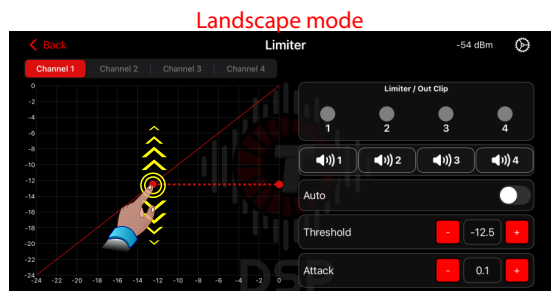 Landscape mode
Back
Limiter
-54 dBm
Channel 1 Channel 2 Channel 3 Channel 4
Limiter / Out Clip
1 2 3 4
1 2 3 4
Auto
Threshold - -12.5 +
Attack - 0.1 +
0
-2
-4
-6
-8
-10
-12
-14
-16
-18
-20
-22
-24
-24 -22 -20 -18 -16 -14 -12 -10 -8 -6 -4 -2 0
DSP